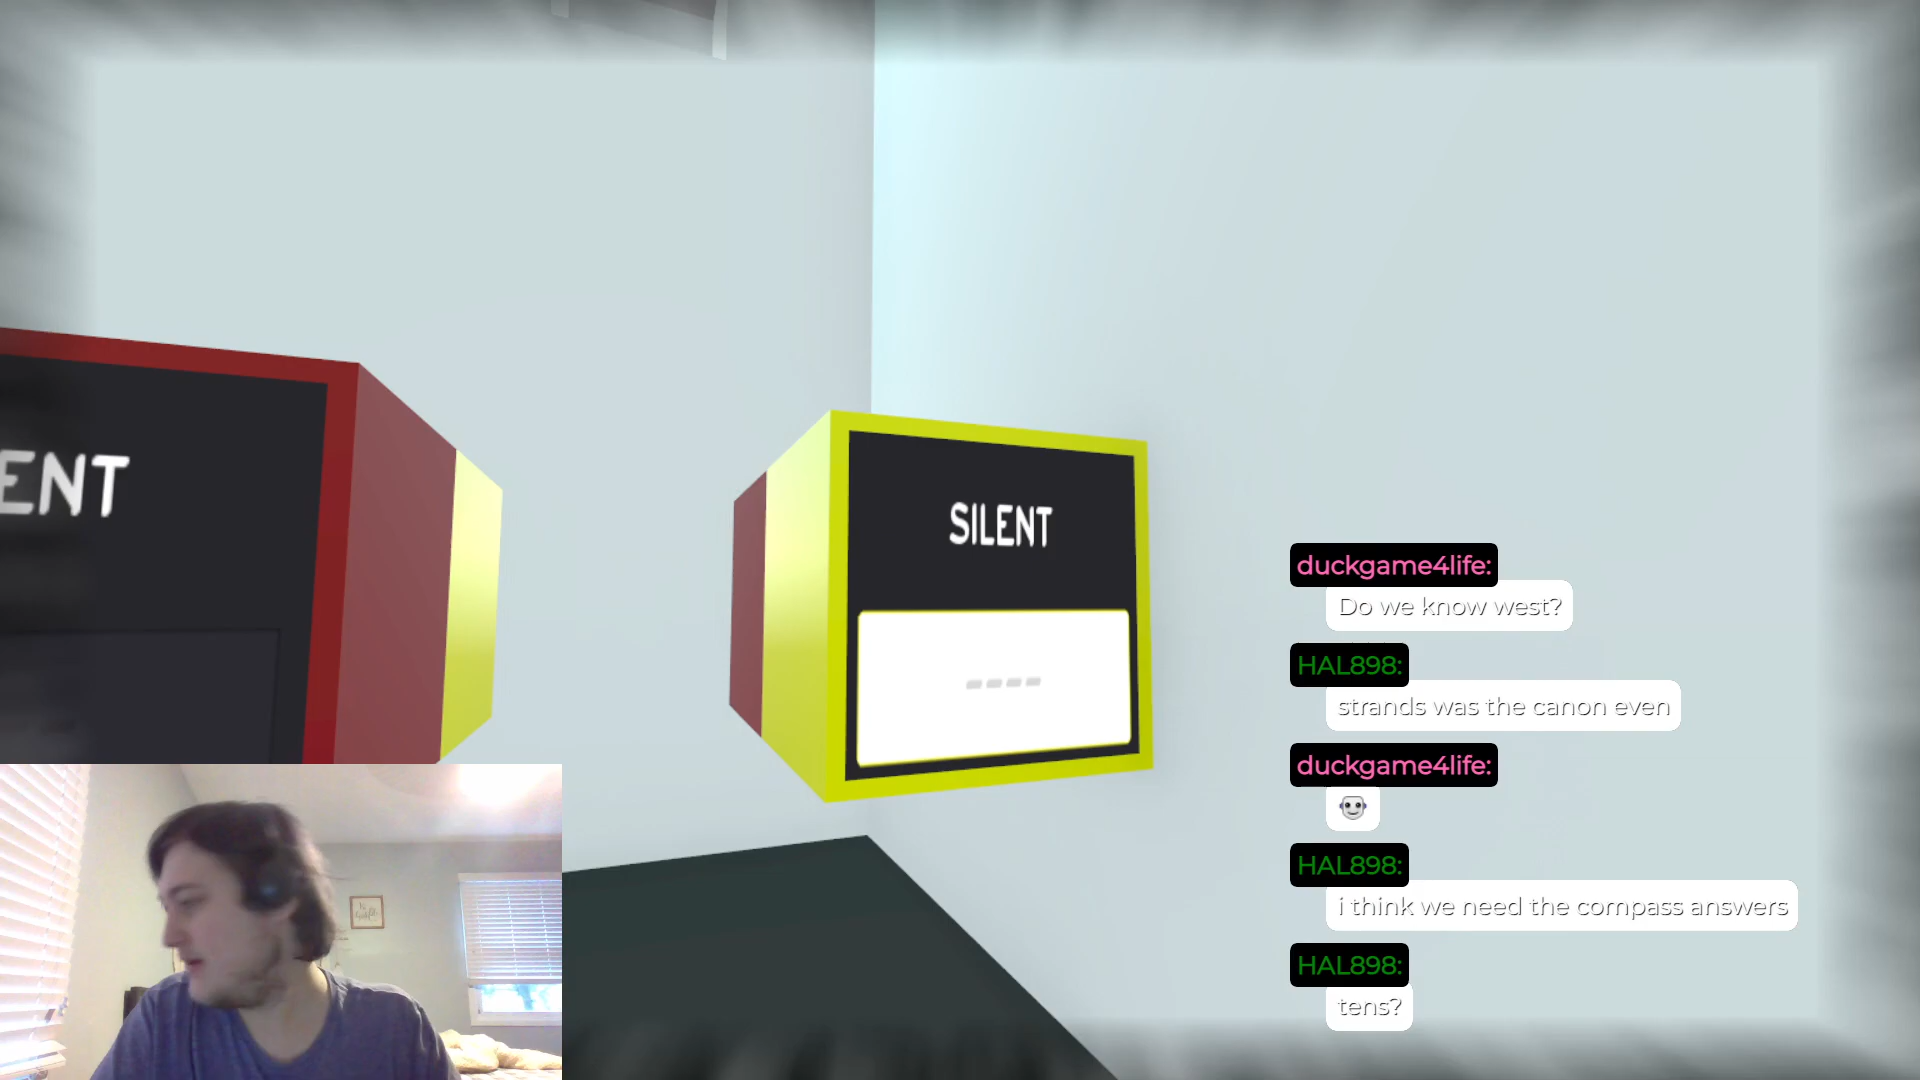 ENT
SILENT
----
duckgame4life:
Do we know west?
HAL898:
strands was the canon even
duckgame4life:
HAL898:
i think we need the compass answers
HAL898:
tens?